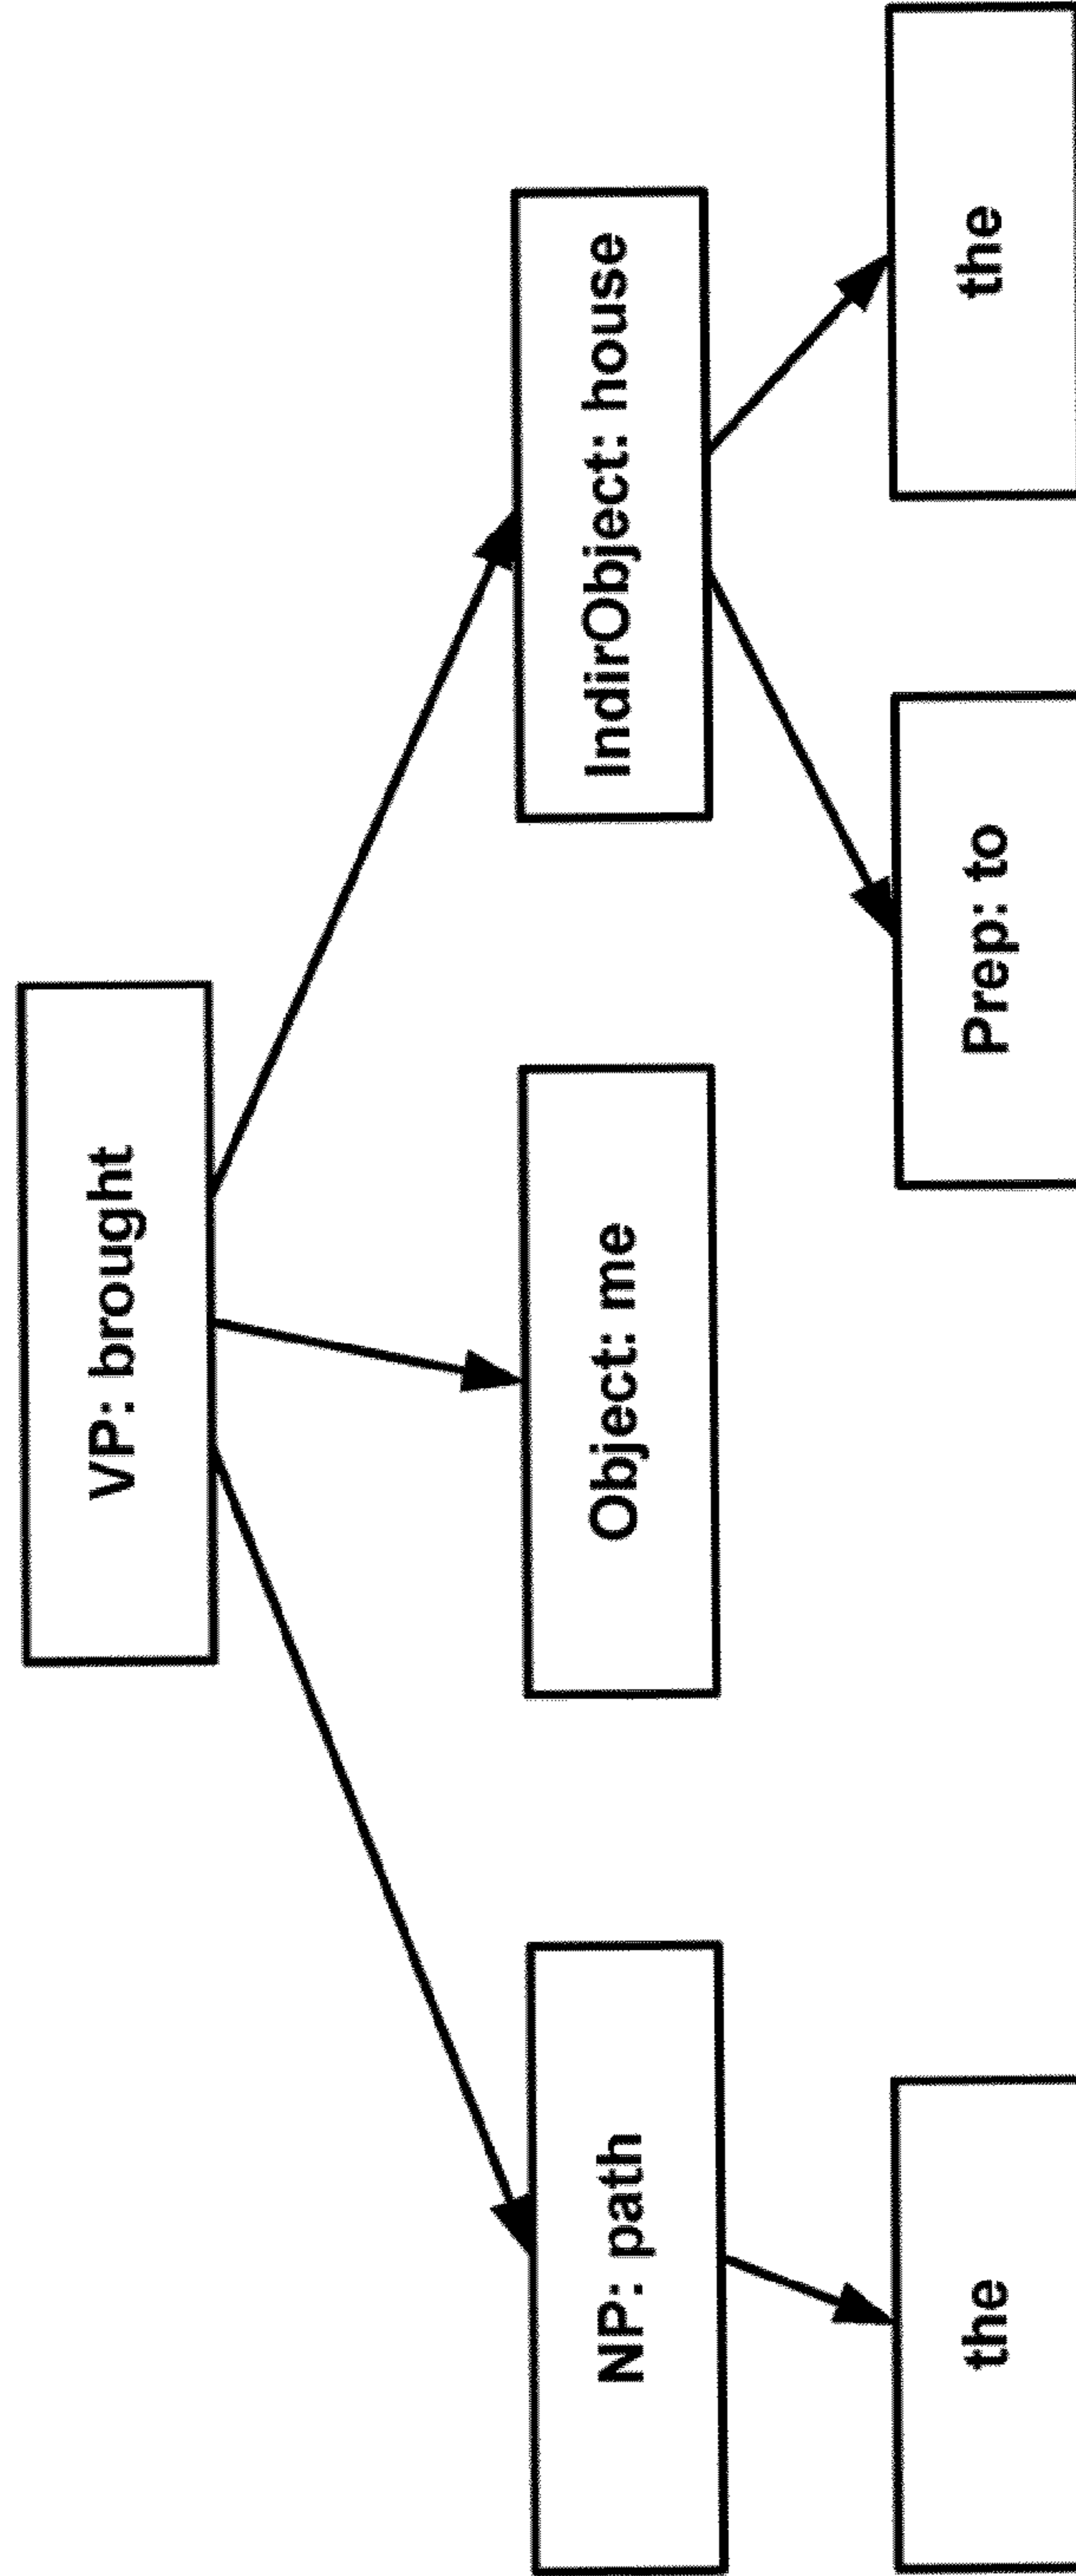 VP: brought
NP: path
Object: me
IndirObject: house
the
Prep: to
the